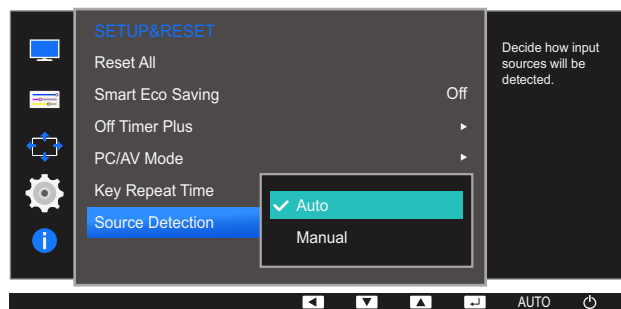 SETUP&RESET
Reset All
Smart Eco Saving Off
Off Timer Plus
PC/AV Mode
Key Repeat Time
Source Detection
Auto
Manual
Decide how input
sources will be
detected.
AUTO